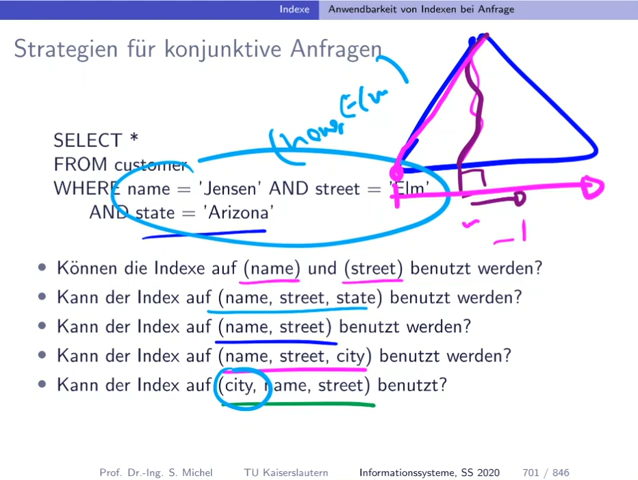 Indexe Anwendbarkeit von Indexen bei Anfrage
Strategien für konjunktive Anfragen
SELECT *
FROM customer
WHERE name = 'Jensen' AND street = 'Elm'
AND state = 'Arizona'
• Können die Indexe auf (name) und (street) benutzt werden?
• Kann der Index auf (name, street, state) benutzt werden?
• Kann der Index auf (name, street) benutzt werden?
• Kann der Index auf (name, street, city) benutzt werden?
• Kann der Index auf (city, name, street) benutzt?
-1
Prof. Dr.-Ing. S. Michel TU Kaiserslautern Informationssysteme, SS 2020 701 / 846